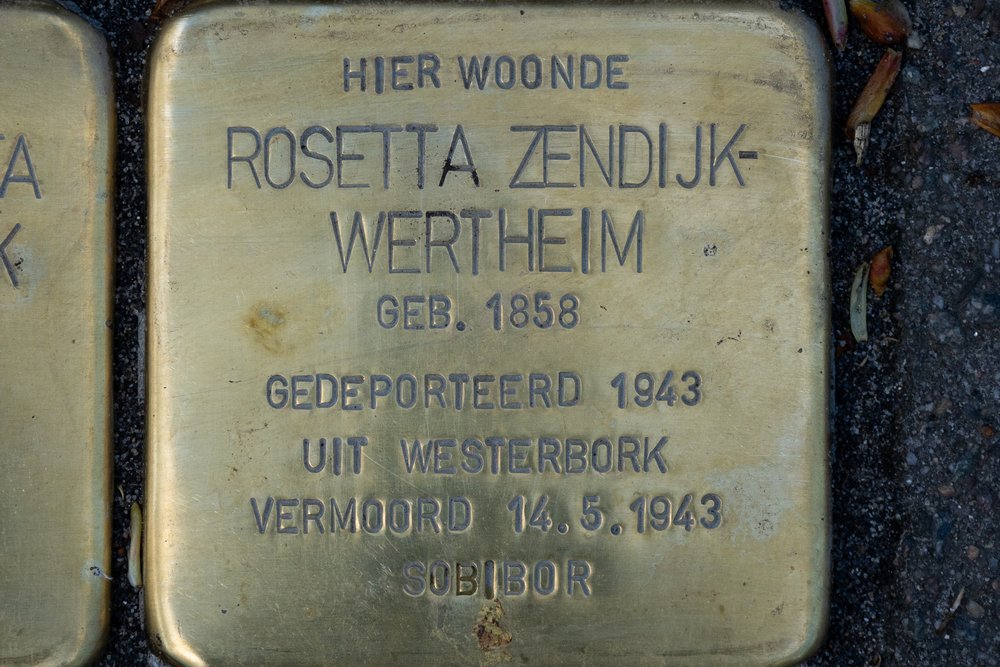 HIER WOONDE
ROSETTA ZENDIJK-
WERTHEIM
GEB. 1858
GEDEPORTEERD 1943
UIT WESTERBORK
VERMOORD 14.5.1943
SOBIBOR